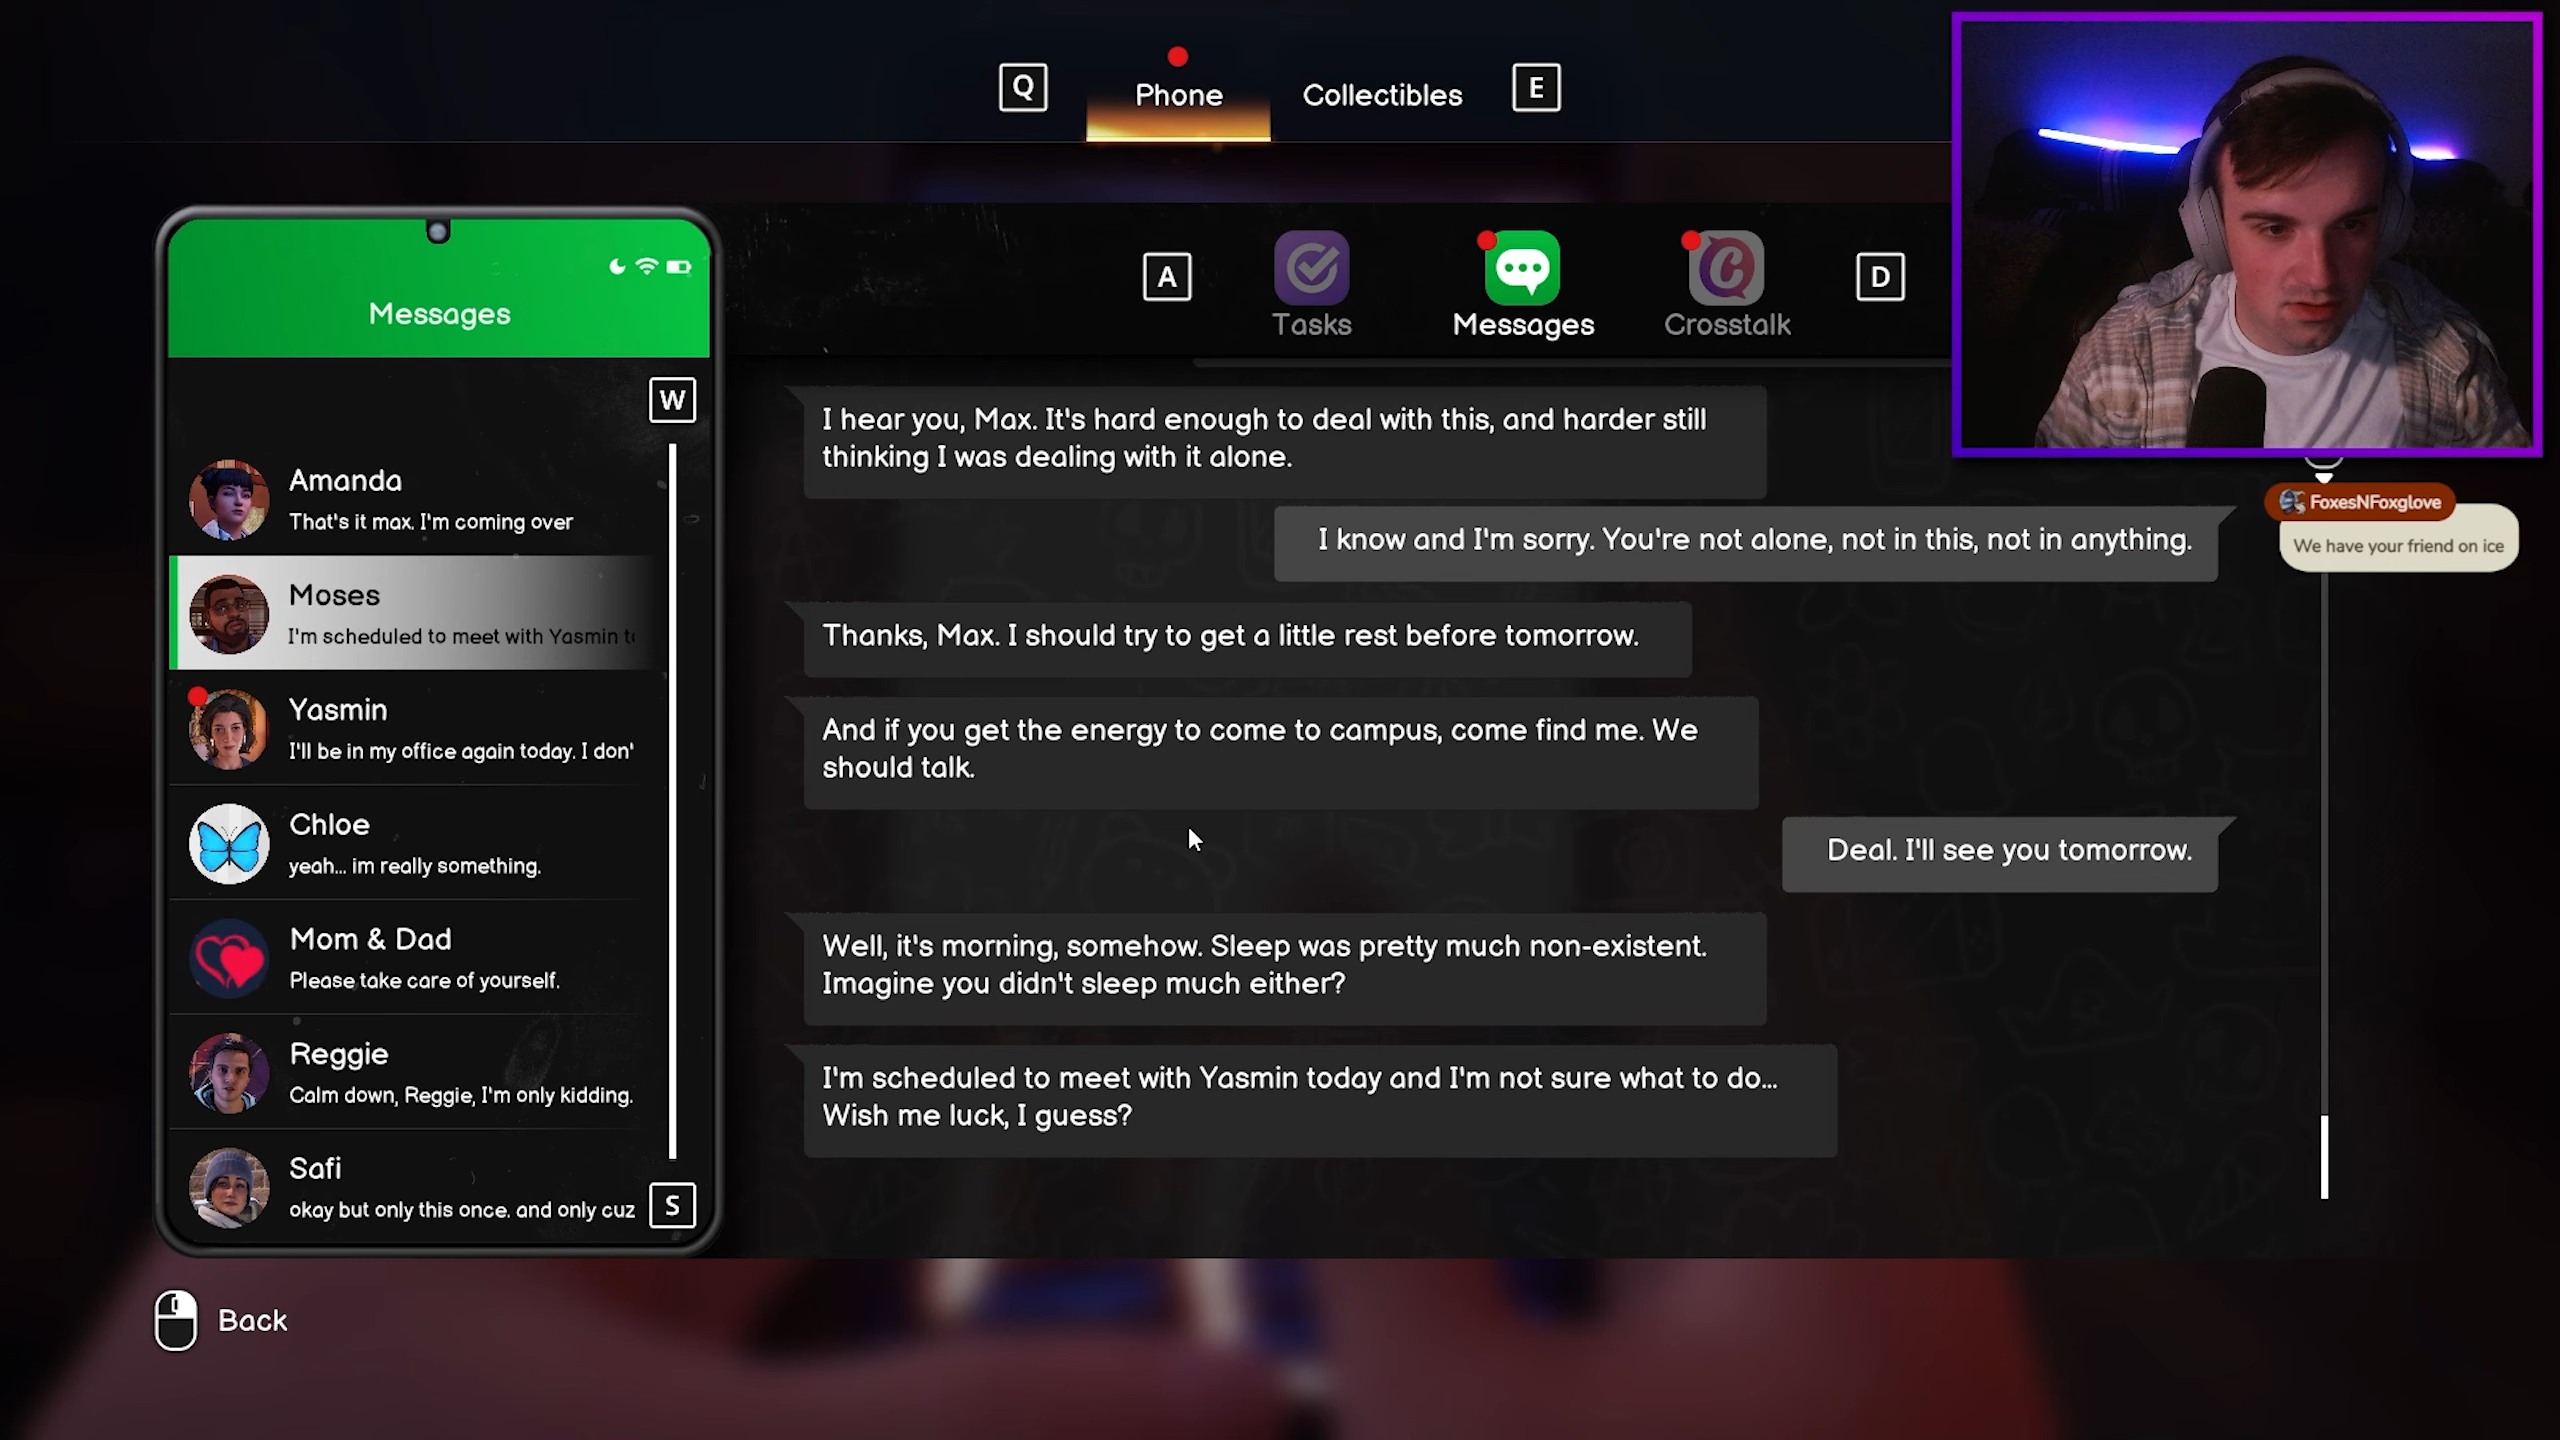 Q
Phone
Collectibles
E
Messages
A
Tasks
Messages
Crosstalk
D
W
Amanda
That's it max. I'm coming over
Moses
I'm scheduled to meet with Yasmin to
Yasmin
I'll be in my office again today. I don'
Chloe
yeah... im really something.
Mom & Dad
Please take care of yourself.
Reggie
Calm down, Reggie, I'm only kidding.
Safi
okay but only this once. and only cuz
S
I hear you, Max. It's hard enough to deal with this, and harder still
thinking I was dealing with it alone.
I know and I'm sorry. You're not alone, not in this, not in anything.
Thanks, Max. I should try to get a little rest before tomorrow.
And if you get the energy to come to campus, come find me. We
should talk.
Deal. I'll see you tomorrow.
Well, it's morning, somehow. Sleep was pretty much non-existent.
Imagine you didn't sleep much either?
I'm scheduled to meet with Yasmin today and I'm not sure what to do...
Wish me luck, I guess?
FoxesNFoxglove
We have your friend on ice
Back